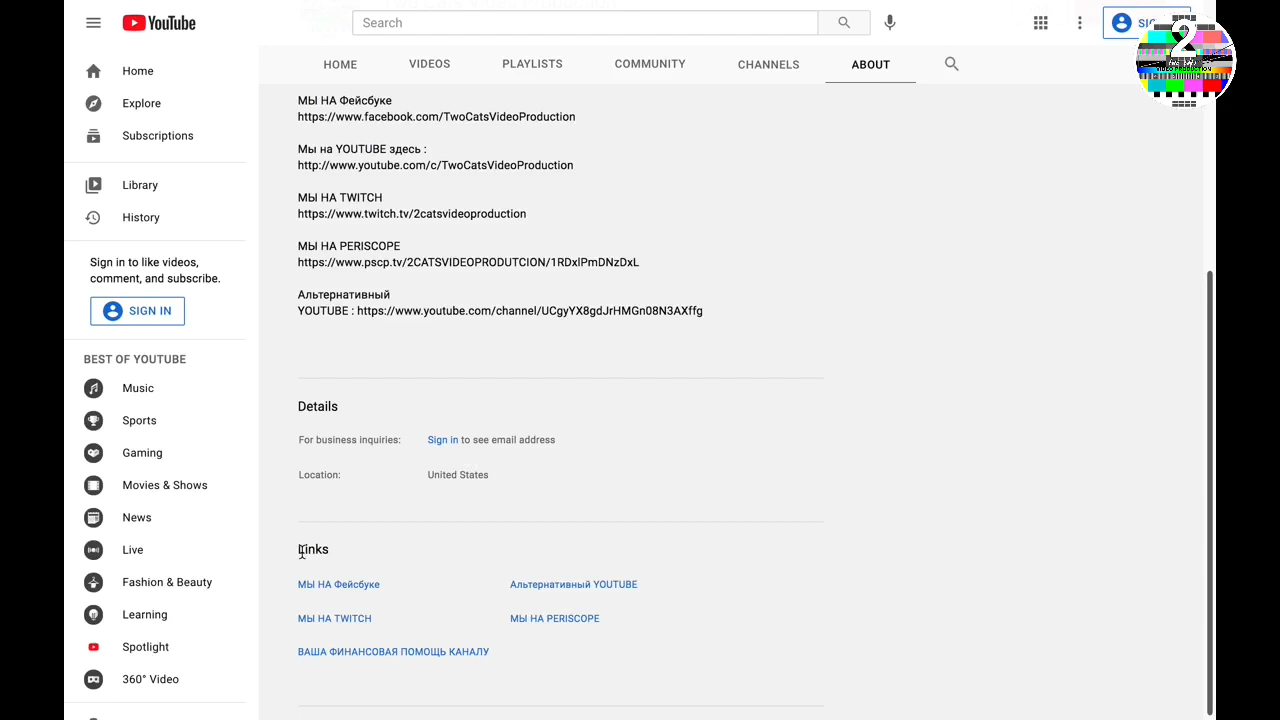 YouTube
Search
SIG
2
VIDEO PRODUCTION
HOME
VIDEOS
PLAYLISTS
COMMUNITY
CHANNELS
ABOUT
Home
Explore
Subscriptions
Library
History
Sign in to like videos,
comment, and subscribe.
SIGN IN
BEST OF YOUTUBE
Music
Sports
Gaming
Movies & Shows
News
Live
Fashion & Beauty
Learning
Spotlight
360° Video
МЫ НА Фейсбуке
https://www.facebook.com/TwoCatsVideoProduction
Мы на YOUTUBE здесь :
http://www.youtube.com/c/TwoCatsVideoProduction
МЫ НА TWITCH
https://www.twitch.tv/2catsvideoproduction
МЫ НА PERISCOPE
https://www.pscp.tv/2CATSVIDEOPRODUTCION/1RDxlPmDNzDxL
Альтернативный
YOUTUBE : https://www.youtube.com/channel/UCgyYX8gdJrHMGn08N3AXffg
Details
For business inquiries: Sign in to see email address
Location: United States
Links
МЫ НА Фейсбуке Альтернативный YOUTUBE
МЫ НА TWITCH МЫ НА PERISCOPE
ВАША ФИНАНСОВАЯ ПОМОЩЬ КАНАЛУ